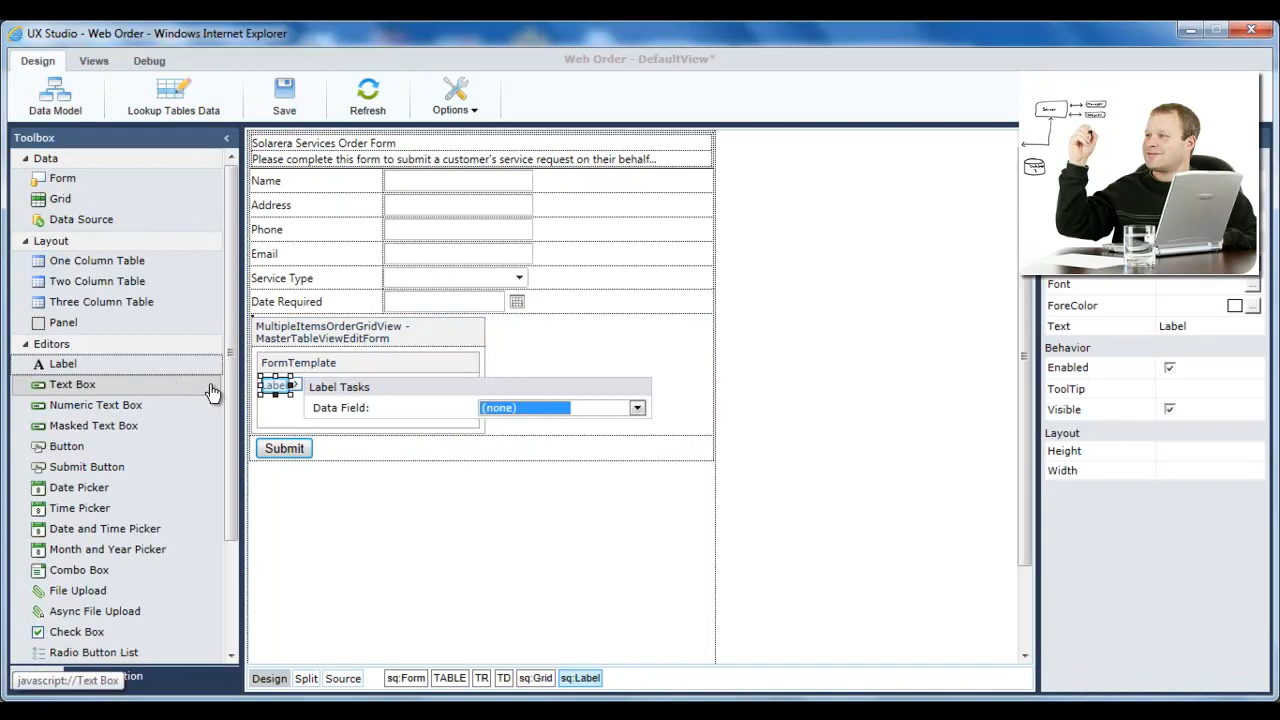 UX Studio - Web Order - Windows Internet Explorer
Design Views Debug
Web Order - DefaultView*
Data Model Lookup Tables Data Save Refresh Options
Toolbox
Data
Form
Grid
Data Source
Layout
One Column Table
Two Column Table
Three Column Table
Panel
Editors
Label
Text Box
Numeric Text Box
Masked Text Box
Button
Submit Button
Date Picker
Time Picker
Date and Time Picker
Month and Year Picker
Combo Box
File Upload
Async File Upload
Check Box
Radio Button List
javascript://Text Box
Solarera Services Order Form
Please complete this form to submit a customer's service request on their behalf...
Name
Address
Phone
Email
Service Type
Date Required
MultipleItemsOrderGridView -
MasterTableViewEditForm
FormTemplate
Label
Label Tasks
Data Field: (none)
Submit
Design Split Source sq:Form TABLE TR TD sq:Grid sq:Label
Server
Font ...
ForeColor ...
Text Label
Behavior
Enabled
ToolTip
Visible
Layout
Height
Width